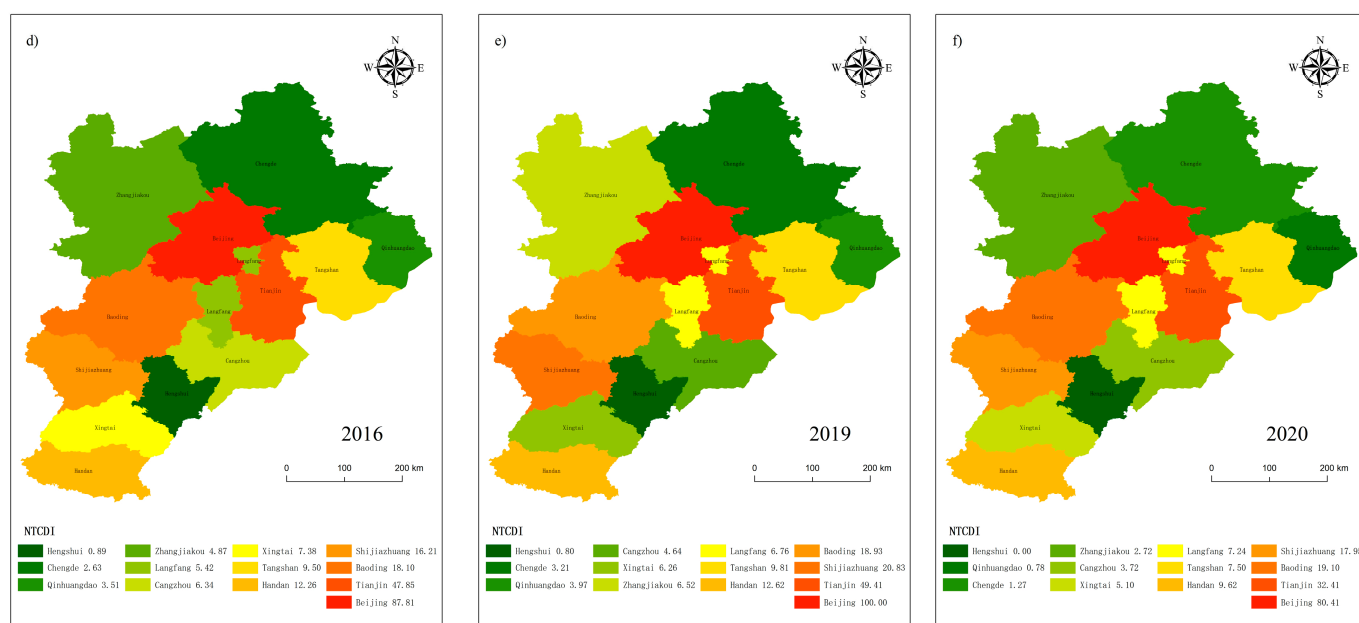 d)
N
W E
S
Chengde
Zhangjiakou
Beijing
Qinhuangdao
Langfang
Tangshan
Tianjin
Baoding
Langfang
Cangzhou
Shijiazhuang
Hengshui
Xingtai
2016
Handan
0 100 200 km
NTCDI
Hengshui 0.89 Zhangjiakou 4.87 Xingtai 7.38 Shijiazhuang 16.21
Chengde 2.63 Langfang 5.42 Tangshan 9.50 Baoding 18.10
Qinhuangdao 3.51 Cangzhou 6.34 Handan 12.26 Tianjin 47.85
Beijing 87.81
e)
N
W E
S
Chengde
Zhangjiakou
Beijing
Qinhuangdao
Langfang
Tangshan
Tianjin
Baoding
Langfang
Cangzhou
Shijiazhuang
Hengshui
Xingtai
2019
Handan
0 100 200 km
NTCDI
Hengshui 0.80 Cangzhou 4.64 Langfang 6.76 Baoding 18.93
Chengde 3.21 Xingtai 6.26 Tangshan 9.81 Shijiazhuang 20.83
Qinhuangdao 3.97 Zhangjiakou 6.52 Handan 12.62 Tianjin 49.41
Beijing 100.00
f)
N
W E
S
Chengde
Zhangjiakou
Beijing
Qinhuangdao
Langfang
Tangshan
Tianjin
Baoding
Langfang
Cangzhou
Shijiazhuang
Hengshui
Xingtai
2020
Handan
0 100 200 km
NTCDI
Hengshui 0.00 Zhangjiakou 2.72 Langfang 7.24 Shijiazhuang
Qinhuangdao 0.78 Cangzhou 3.72 Tangshan 7.50 Baoding 19.10
Chengde 1.27 Xingtai 5.10 Handan 9.62 Tianjin 32.41
Beijing 80.41